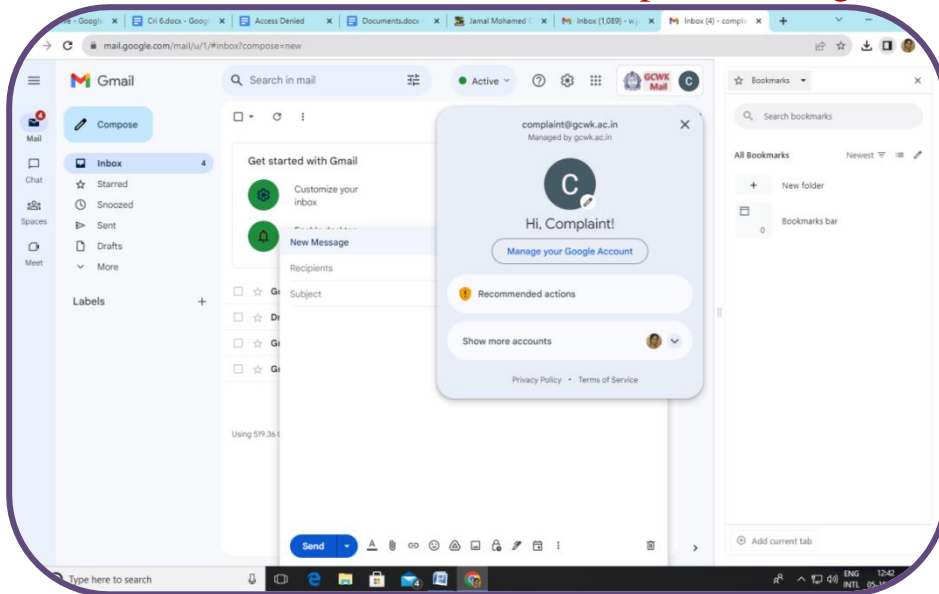 Cri 6.docx - Goog
Access Denied
Documents.docx -
Jamal Mohamed C
Inbox (1,089) - w.j
Inbox (4) - compla
mail.google.com/mail/u/1/#inbox?compose=new
Gmail
Search in mail
Active
GCWK
Mail
C
Bookmarks
4
Mail
Compose
Search bookmarks
complaint@gcwk.ac.in
Managed by gcwk.ac.in
Inbox 4
Get started with Gmail
All Bookmarks
Newest
Chat
Starred
Customize your
inbox
C
New folder
Snoozed
Spaces
Sent
Hi, Complaint!
Bookmarks bar
0
New Message
Manage your Google Account
Meet
Drafts
More
Recipients
Labels
Subject
Recommended actions
Show more accounts
Privacy Policy • Terms of Service
Using 519.36
Send
Add current tab
Type here to search
ENG
INTL
12:42